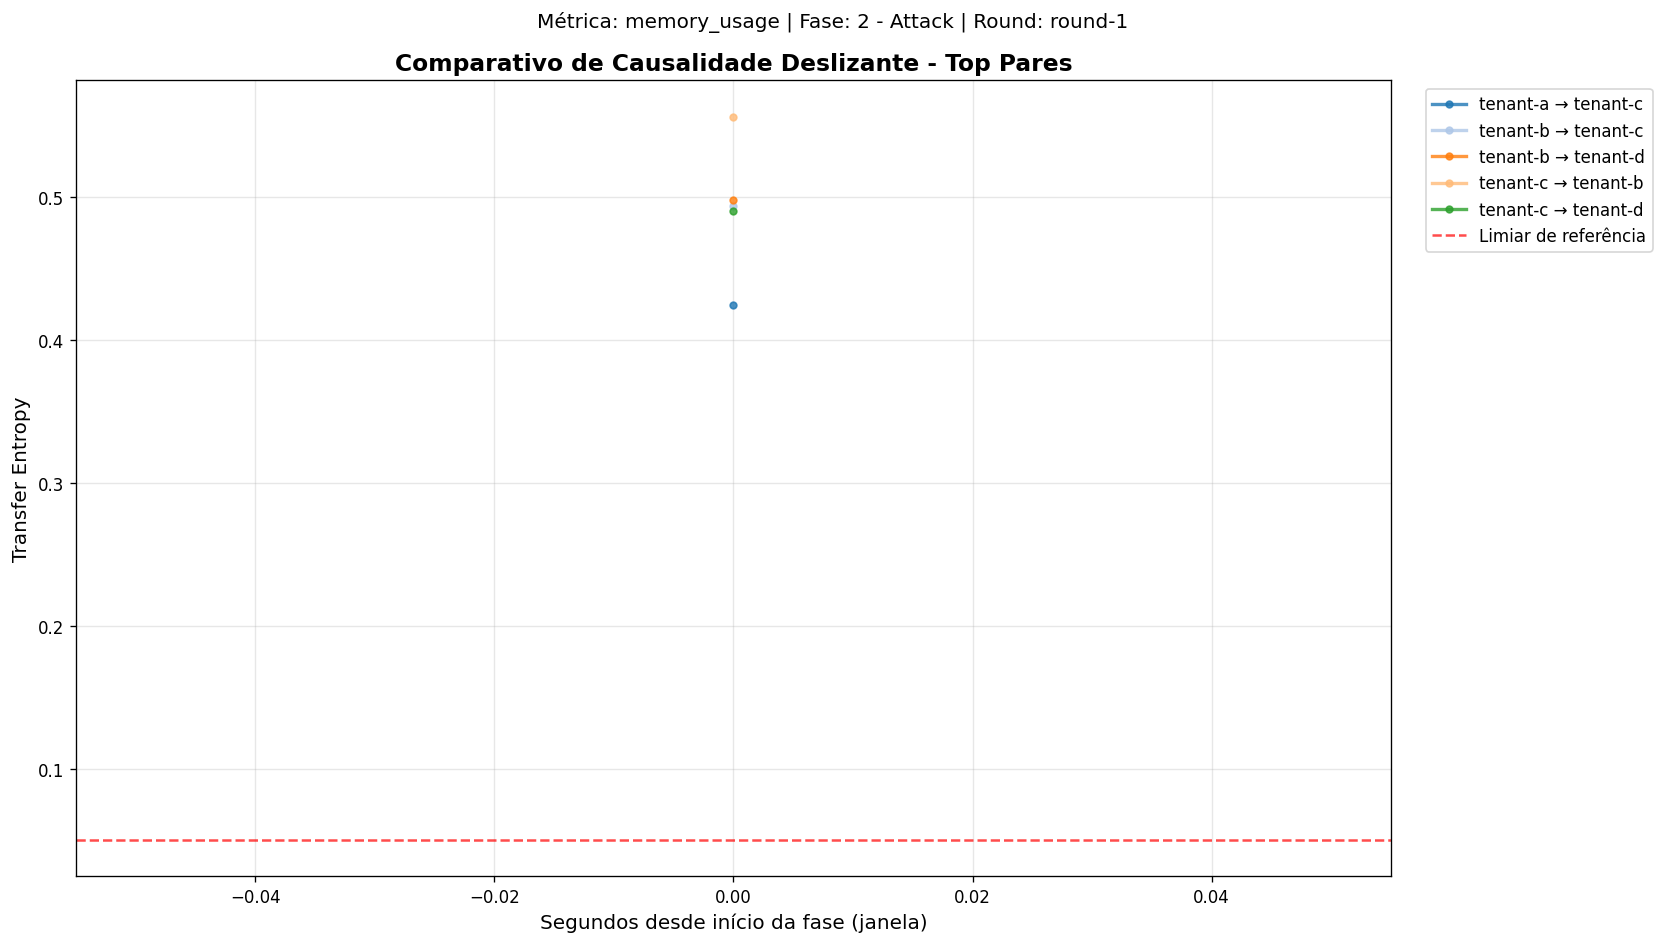 Métrica: memory_usage | Fase: 2 - Attack | Round: round-1
Comparativo de Causalidade Deslizante - Top Pares
tenant-a → tenant-c
tenant-b → tenant-c
tenant-b → tenant-d
tenant-c → tenant-b
tenant-c → tenant-d
Limiar de referência
Transfer Entropy
0.5
0.4
0.3
0.2
0.1
−0.04
−0.02
0.00
0.02
0.04
Segundos desde início da fase (janela)